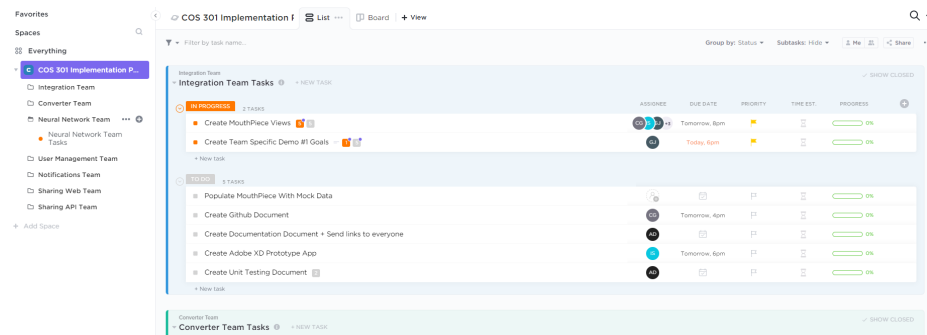 Favorites
Spaces
Everything
C COS 301 Implementation P...
Integration Team
Converter Team
Neural Network Team
Neural Network Team
Tasks
User Management Team
Notifications Team
Sharing Web Team
Sharing API Team
+ Add Space
COS 301 Implementation F
List
Board
+ View
Filter by task name...
Group by: Status
Subtasks: Hide
Me
Share
Integration Team
Integration Team Tasks
+ NEW TASK
SHOW CLOSED
IN PROGRESS 2 TASKS ASSIGNEE DUE DATE PRIORITY TIME EST. PROGRESS
Create MouthPiece Views CG Tomorrow, 8pm 0%
Create Team Specific Demo #1 Goals GJ Today, 6pm 0%
+ New task
TO DO 5 TASKS
Populate MouthPiece With Mock Data 0%
Create Github Document CG Tomorrow, 4pm 0%
Create Documentation Document + Send links to everyone AD 0%
Create Adobe XD Prototype App Tomorrow, 6pm 0%
Create Unit Testing Document AD 0%
+ New task
Converter Team
Converter Team Tasks
+ NEW TASK
SHOW CLOSED